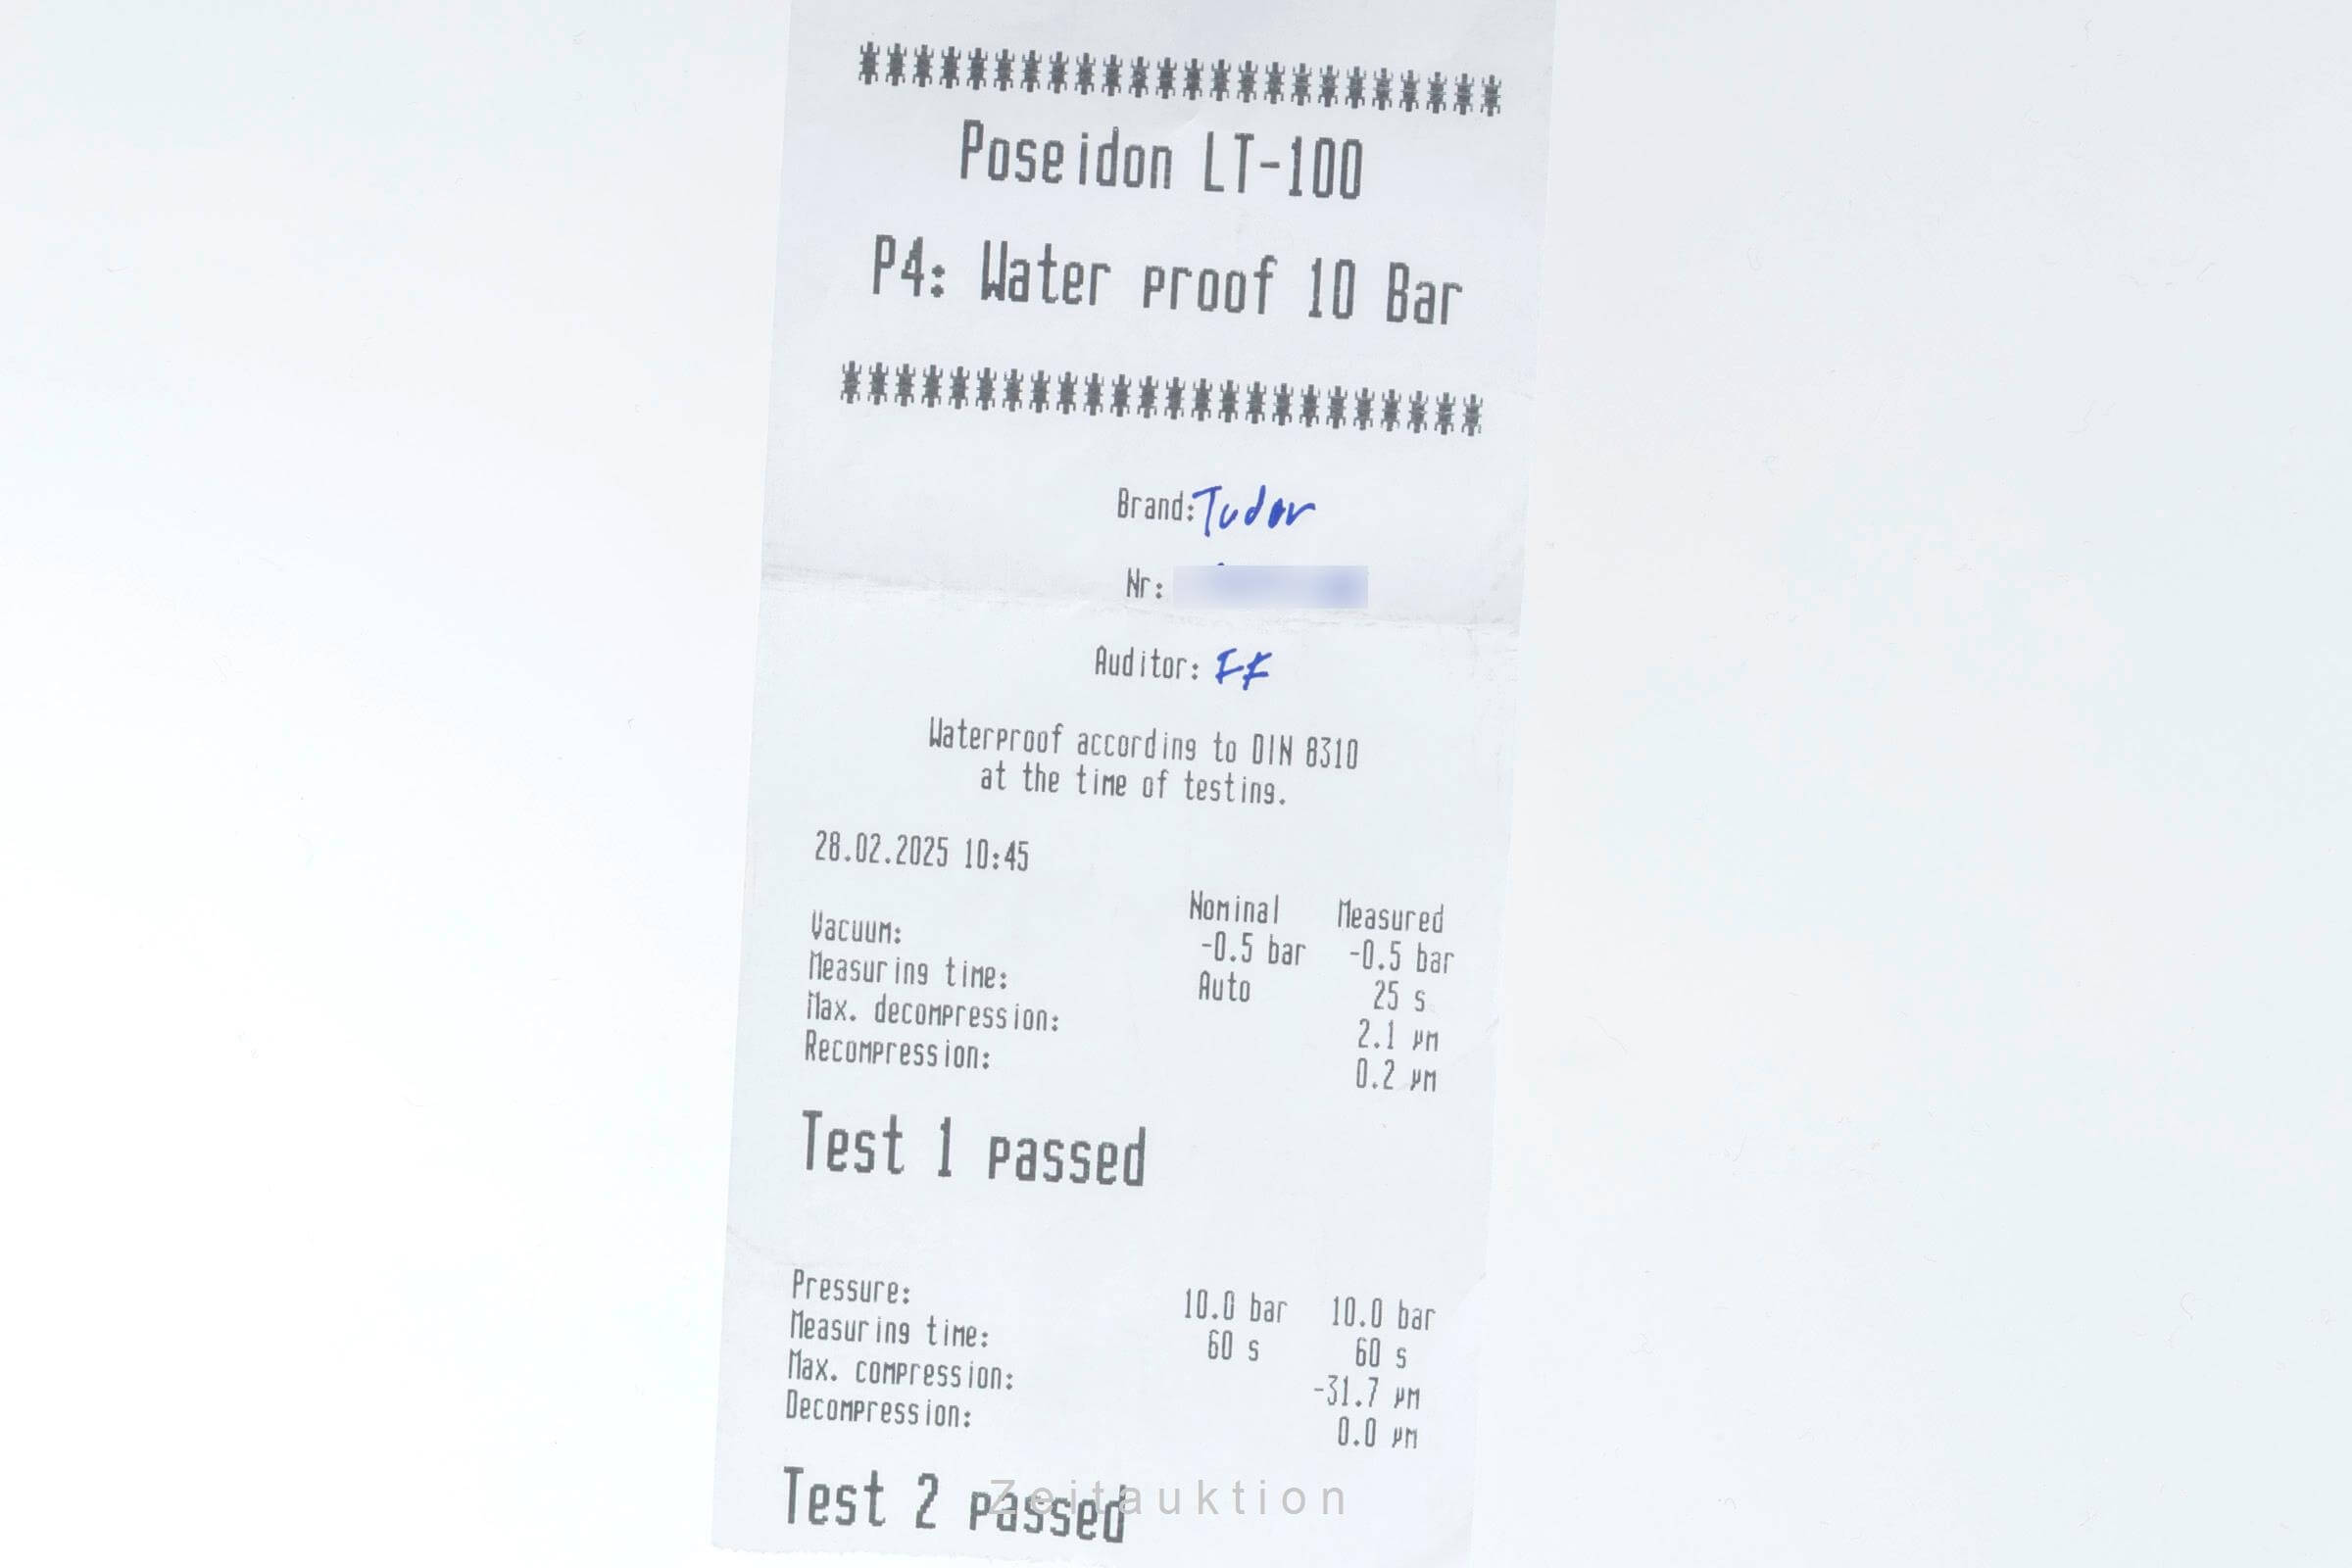 ************************
Poseidon LT-100
P4: Water proof 10 Bar
************************
Brand: Tudor
Nr:
Auditor: FF
Waterproof according to DIN 8310
at the time of testing.
28.02.2025 10:45
Nominal Measured
Vacuum: -0.5 bar -0.5 bar
Measuring time: Auto 25 s
Max. decompression: 2.1 µm
Recompression: 0.2 µm
Test 1 passed
Pressure: 10.0 bar 10.0 bar
Measuring time: 60 s 60 s
Max. compression: -31.7 µm
Decompression: 0.0 µm
Test 2 passed
Zeitauktion